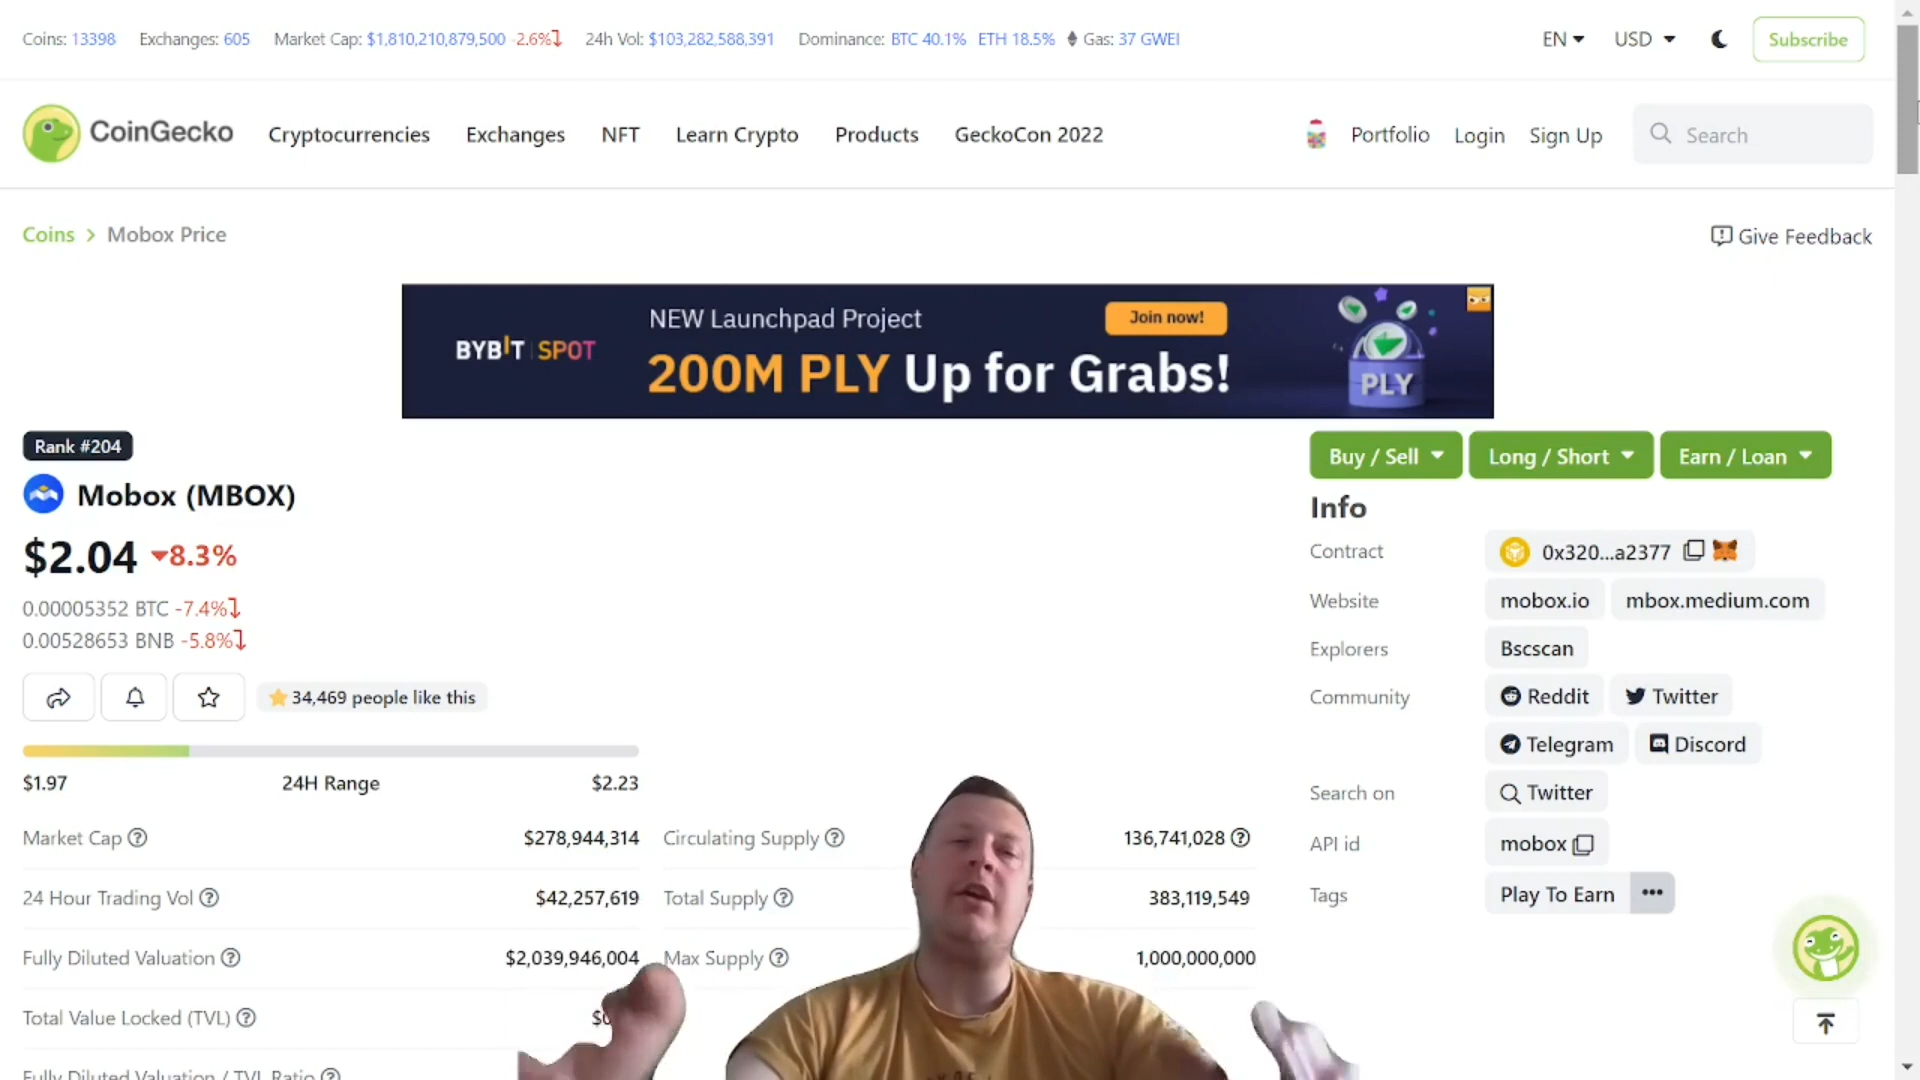 Coins: 13398 Exchanges: 605 Market Cap: $1,810,210,879,500 -2.6% 24h Vol: $103,282,588,391 Dominance: BTC 40.1% ETH 18.5% Gas: 37 GWEI EN USD Subscribe
CoinGecko Cryptocurrencies Exchanges NFT Learn Crypto Products GeckoCon 2022 Portfolio Login Sign Up Search
Coins > Mobox Price Give Feedback
NEW Launchpad Project Join now!
BYBIT SPOT 200M PLY Up for Grabs! PLY
Rank #204
Mobox (MBOX)
$2.04 8.3%
0.00005352 BTC -7.4%
0.00528653 BNB -5.8%
34,469 people like this
$1.97 24H Range $2.23
Market Cap $278,944,314 Circulating Supply 136,741,028
24 Hour Trading Vol $42,257,619 Total Supply 383,119,549
Fully Diluted Valuation $2,039,946,004 Max Supply 1,000,000,000
Total Value Locked (TVL)
Fully Diluted Valuation / TVL Ratio
Buy / Sell Long / Short Earn / Loan
Info
Contract 0x320...a2377
Website mobox.io mbox.medium.com
Explorers Bscscan
Community Reddit Twitter
Telegram Discord
Search on Twitter
API id mobox
Tags Play To Earn •••